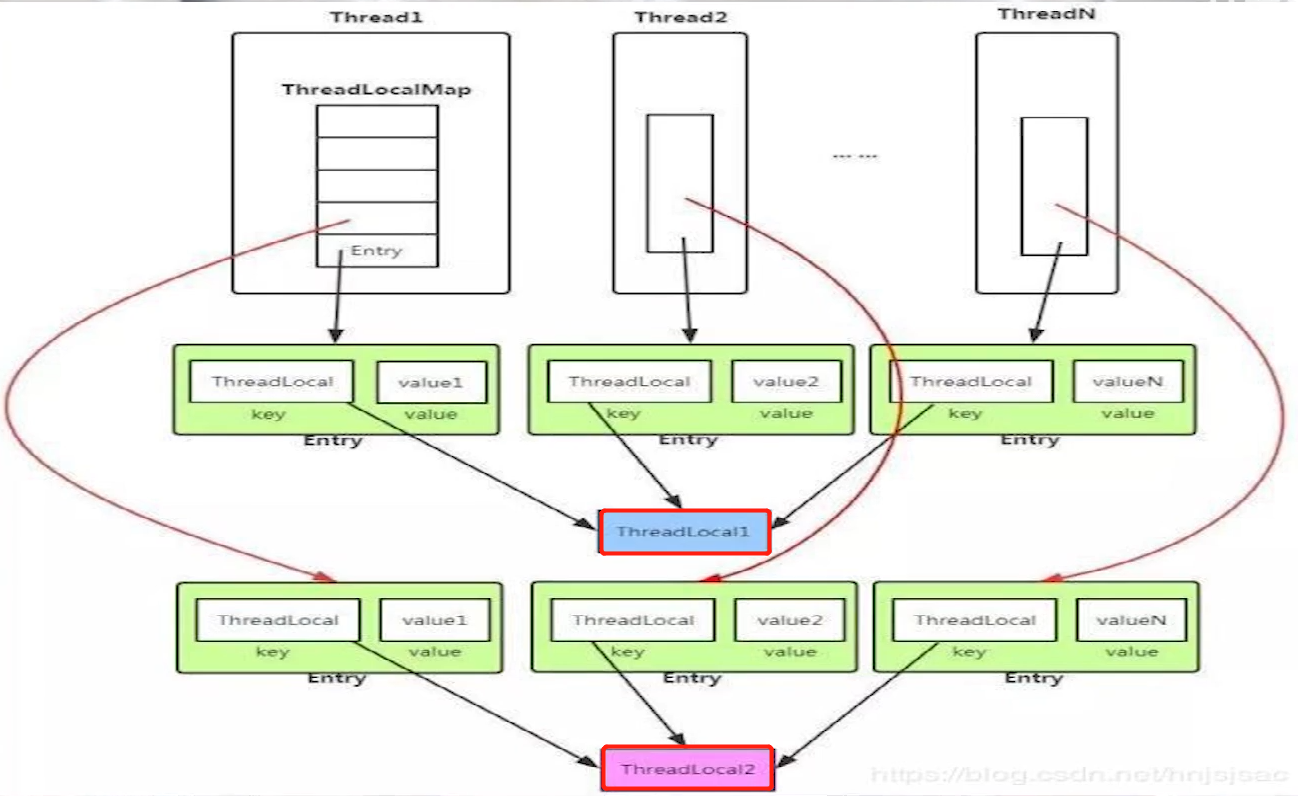 Thread1
Thread2
ThreadN
ThreadLocalMap
... ...
Entry
ThreadLocal
value1
ThreadLocal
value2
ThreadLocal
valueN
key
value
key
value
key
value
Entry
Entry
Entry
ThreadLocal1
ThreadLocal
value1
ThreadLocal
value2
ThreadLocal
valueN
key
value
key
value
key
value
Entry
Entry
Entry
ThreadLocal2
https://blog.csdn.net/hnjsjsac